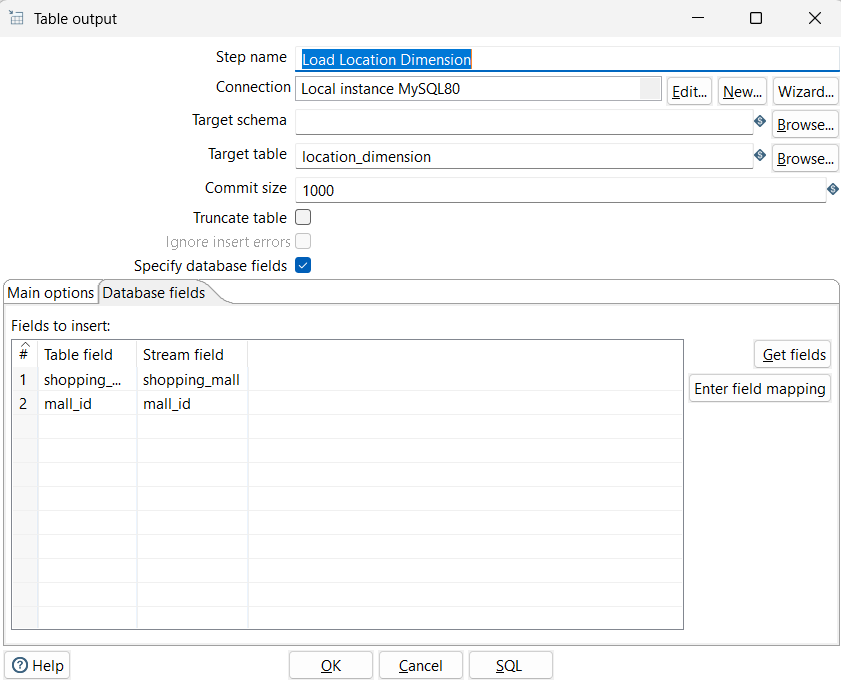 Table output
Step name Load Location Dimension
Connection Local instance MySQL80 Edit... New... Wizard...
Target schema Browse...
Target table location_dimension Browse...
Commit size 1000
Truncate table
Ignore insert errors
Specify database fields
Main options Database fields
Fields to insert:
# Table field Stream field Get fields
1 shopping_... shopping_mall
Enter field mapping
2 mall_id mall_id
Help OK Cancel SQL